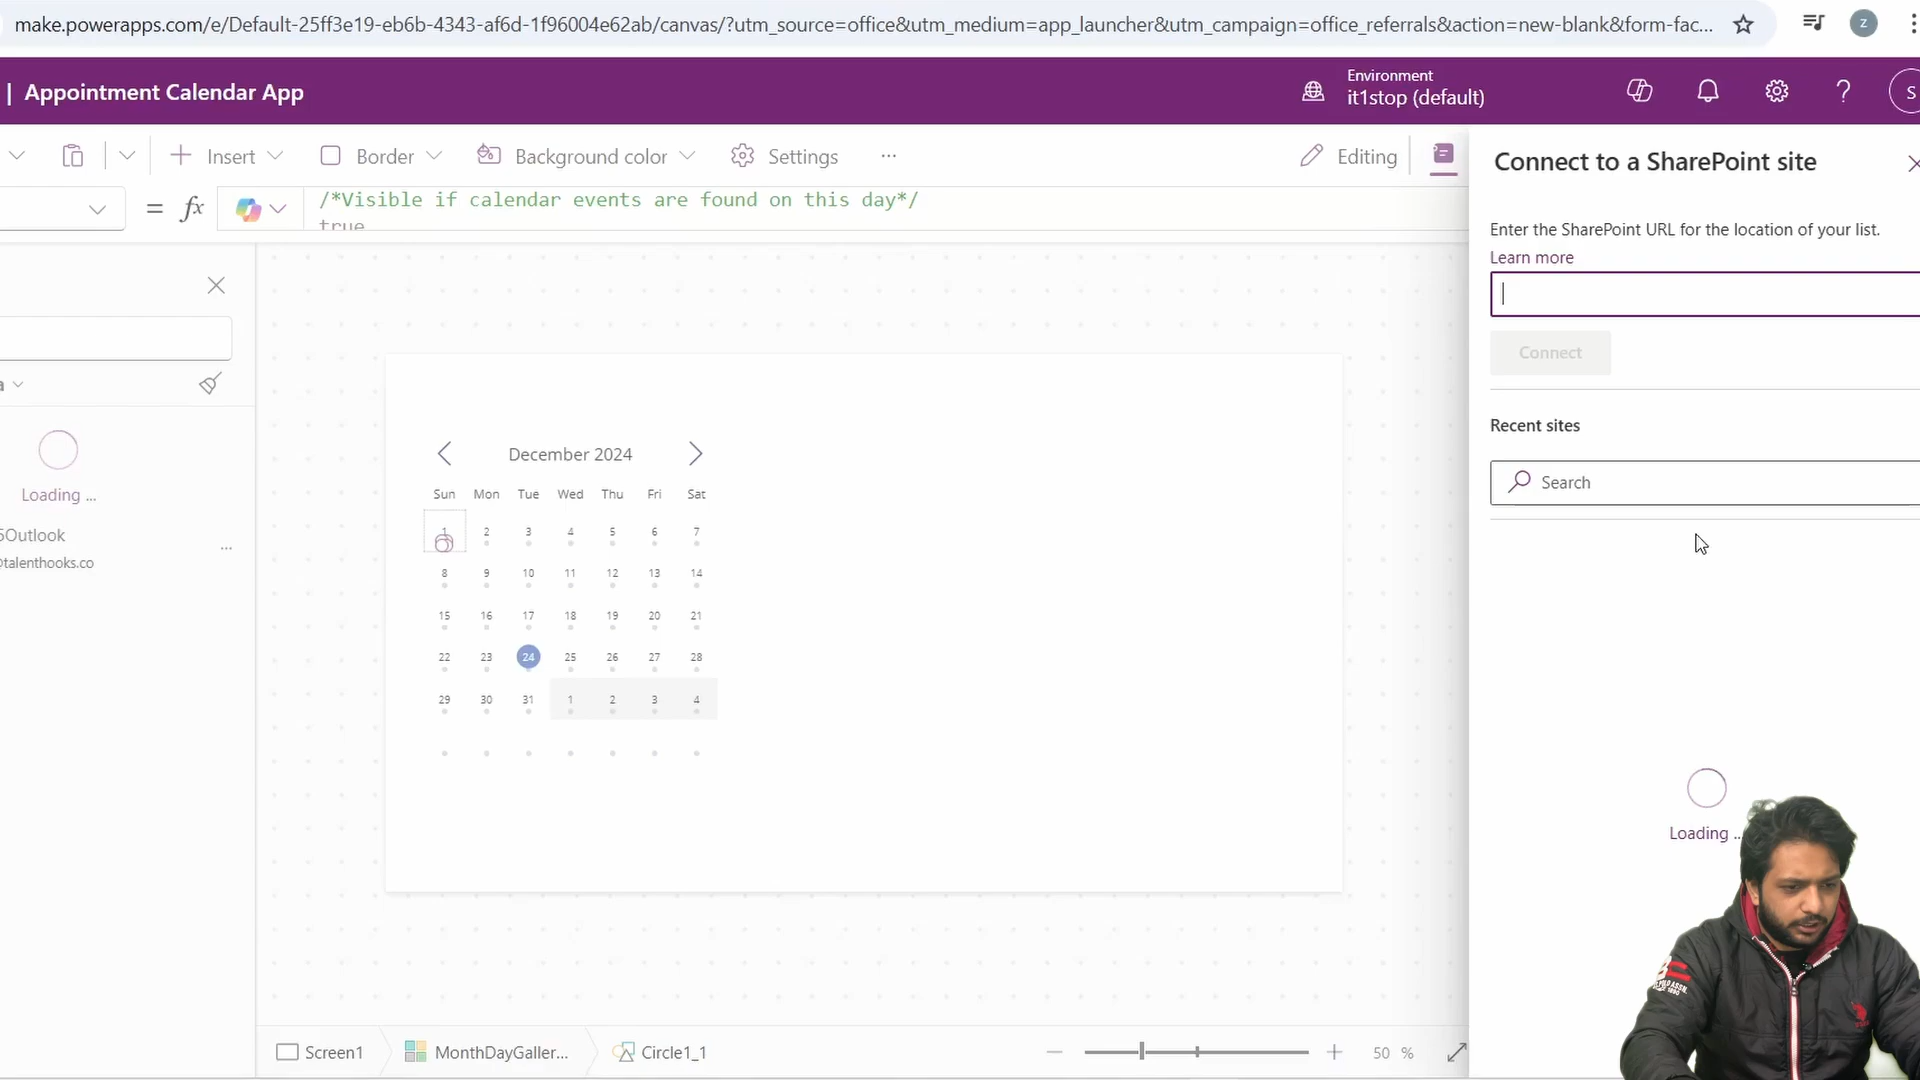 make.powerapps.com/e/Default-25ff3e19-eb6b-4343-af6d-1f96004e62ab/canvas/?utm_source=office&utm_medium=app_launcher&utm_campaign=office_referrals&action=new-blank&form-fac...
z
| Appointment Calendar App
Environment
it1stop (default)
?
S
Insert
Border
Background color
Settings
...
Editing
= fx
/*Visible if calendar events are found on this day*/
true
a
Loading ...
5Outlook
@talenthooks.co
...
December 2024
Sun Mon Tue Wed Thu Fri Sat
1 2 3 4 5 6 7
8 9 10 11 12 13 14
15 16 17 18 19 20 21
22 23 24 25 26 27 28
29 30 31 1 2 3 4
Screen1
MonthDayGaller...
Circle1_1
50 %
Connect to a SharePoint site
Enter the SharePoint URL for the location of your list.
Learn more
Connect
Recent sites
Search
Loading ..
U.S. POLO ASSN.